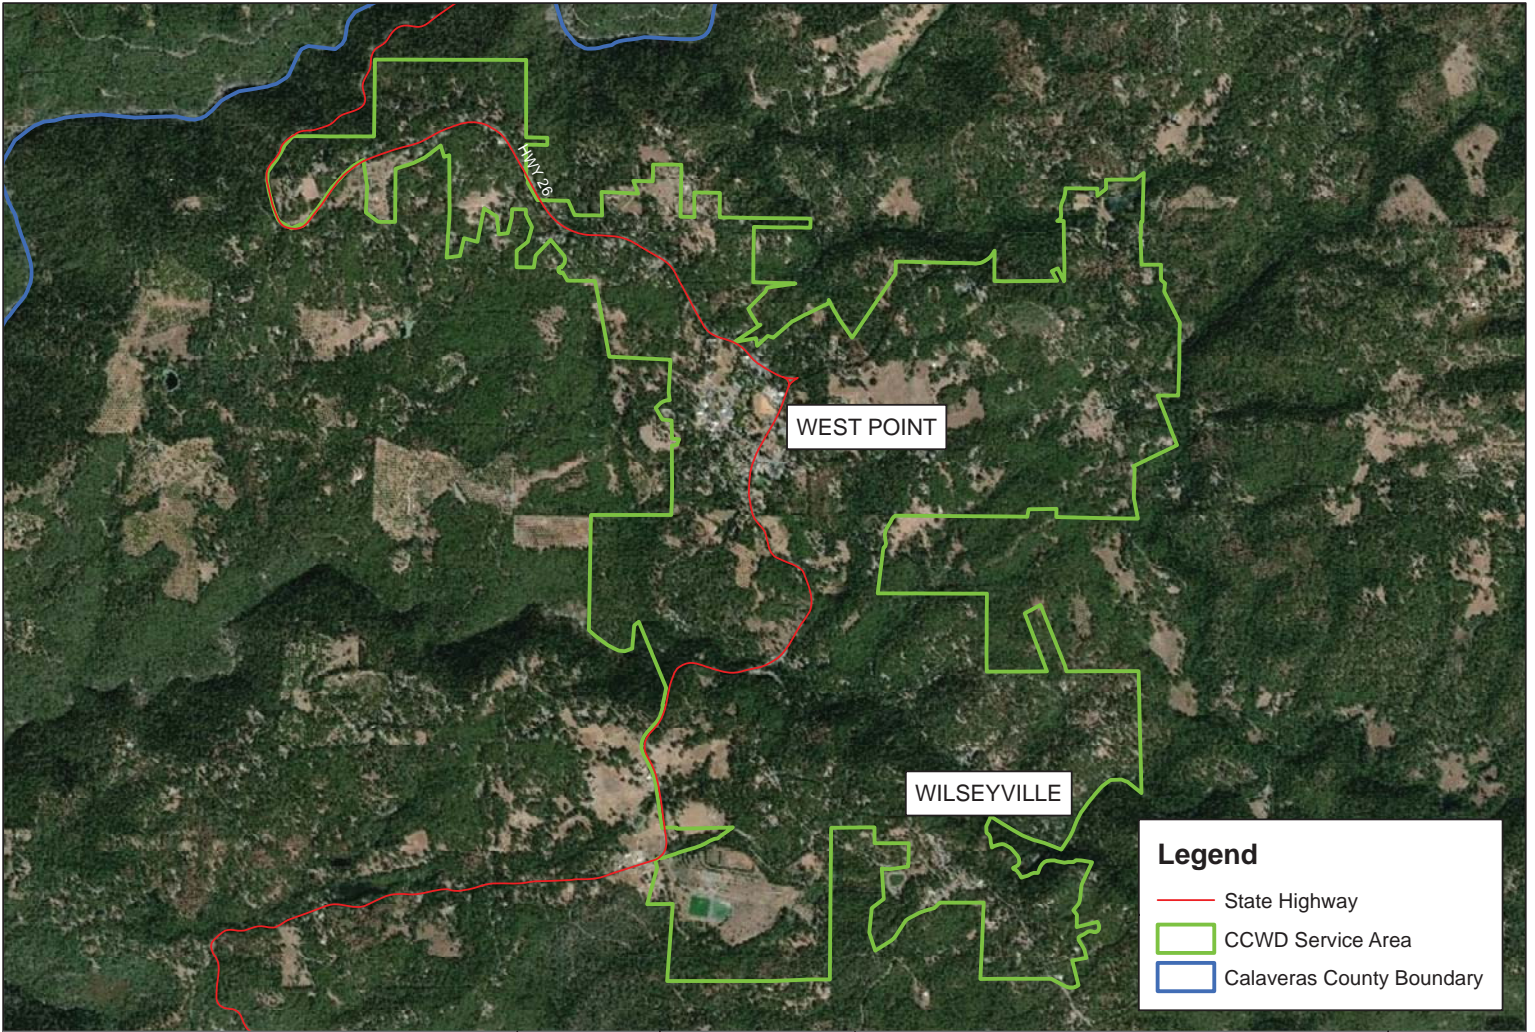 HWY 26
WEST POINT
WILSEYVILLE
Legend
State Highway
CCWD Service Area
Calaveras County Boundary